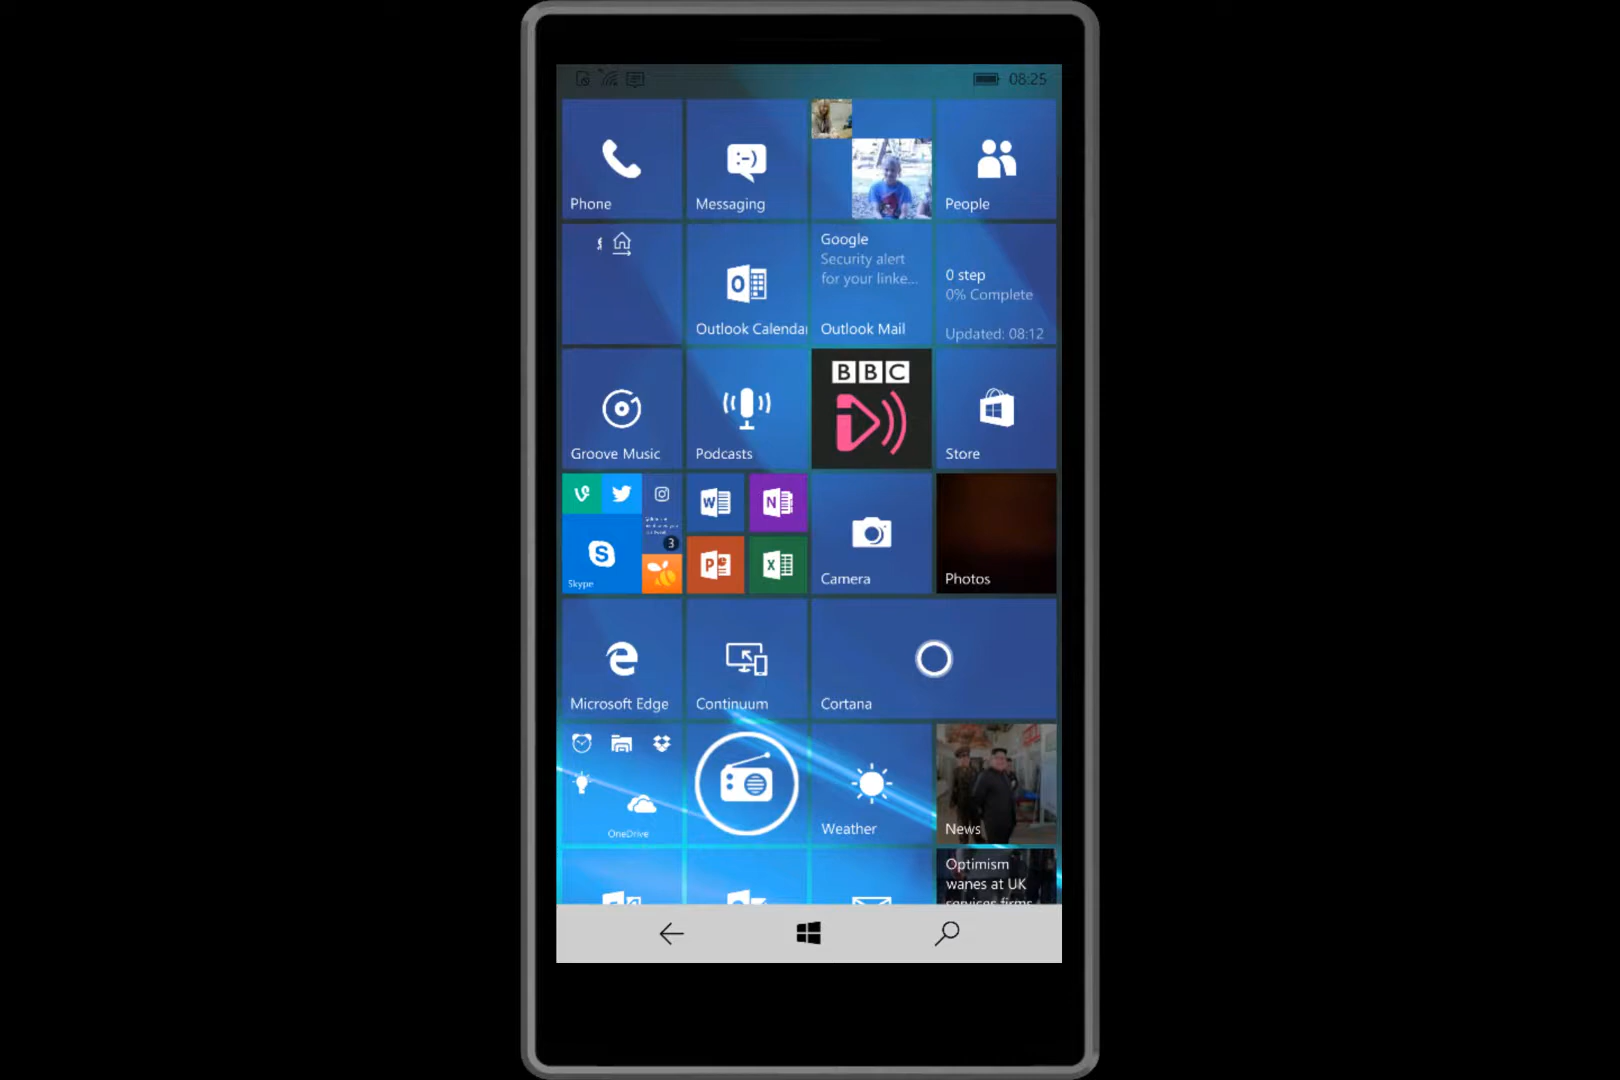 08:25
Phone
Messaging
People
Outlook Calendar
Google
Security alert
for your linke...
Outlook Mail
0 step
0% Complete
Updated: 08:12
Groove Music
Podcasts
BBC
Store
Skype
3
W
N
P
X
Camera
Photos
Microsoft Edge
Continuum
Cortana
OneDrive
Weather
News
Optimism
wanes at UK
services firms